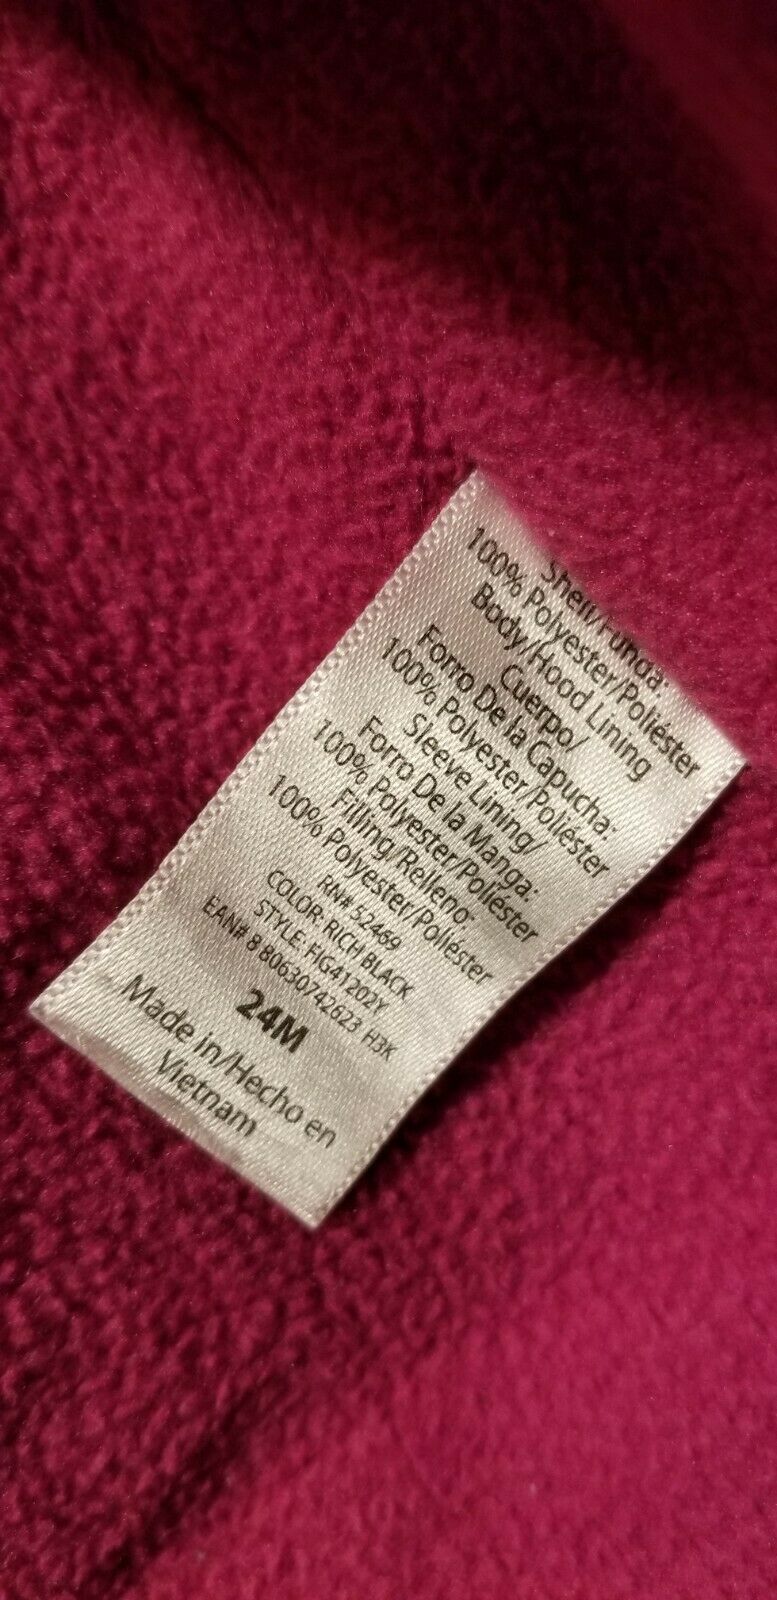 Shell/Funda:
100% Polyester/Poliéster
Body/Hood Lining
Cuerpo/
Forro De la Capucha:
100% Polyester/Poliéster
Sleeve Lining/
Forro De la Manga:
100% Polyester/Poliéster
Filling/Relleno:
100% Polyester/Poliéster
RN# 52469
COLOR: RICH BLACK
STYLE: FIG41202Y
EAN# 8 80630742623 H3K
24M
Made in/Hecho en
Vietnam